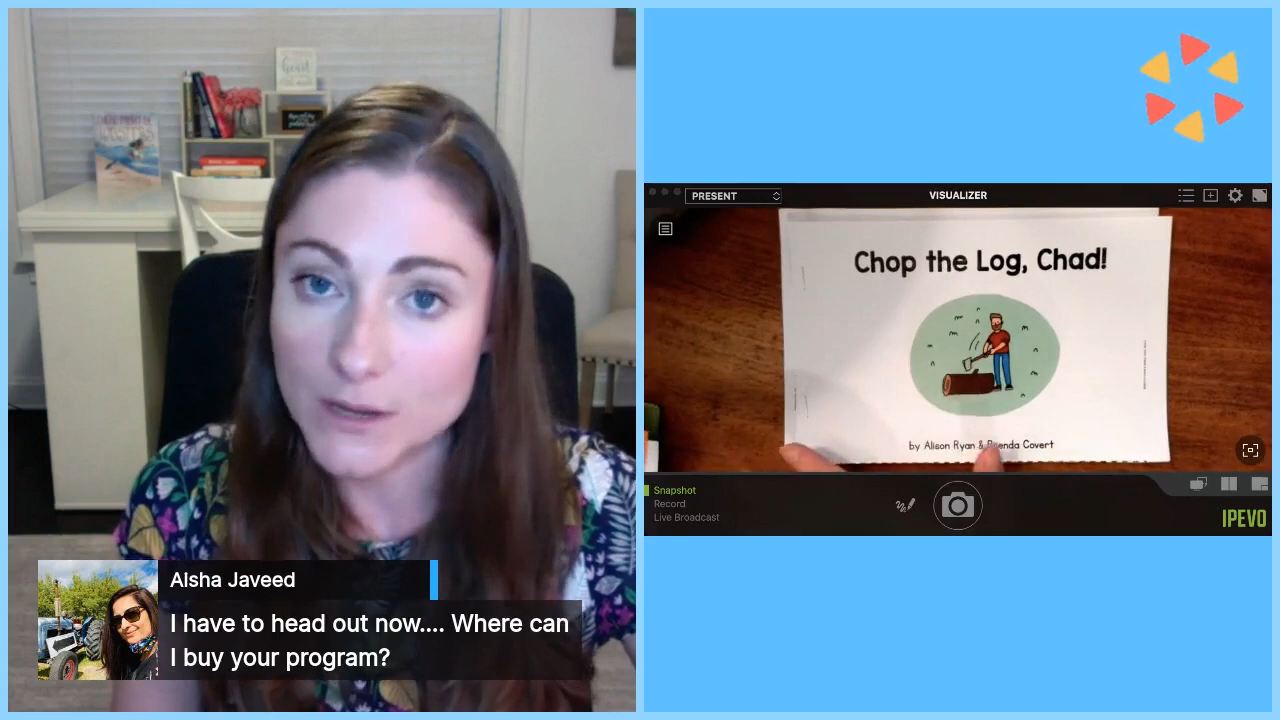 Aisha Javeed
I have to head out now.... Where can
I buy your program?
PRESENT
VISUALIZER
Chop the Log, Chad!
by Alison Ryan & Brenda Covert
Snapshot
Record
Live Broadcast
IPEVO